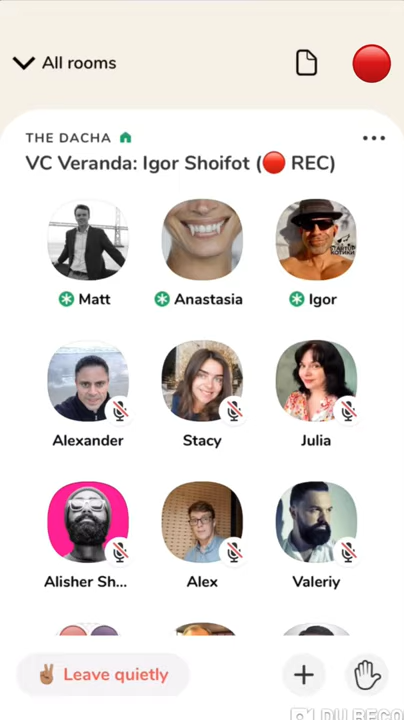 All rooms
THE DACHA
VC Veranda: Igor Shoifot (🔴 REC)
Matt
Anastasia
Igor
Alexander
Stacy
Julia
Alisher Sh...
Alex
Valeriy
✌🏽 Leave quietly